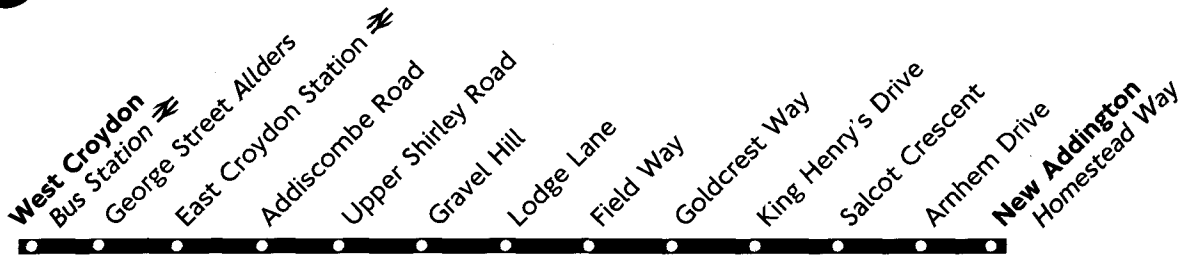 West Croydon
Bus Station
George Street Allders
East Croydon Station
Addiscombe Road
Upper Shirley Road
Gravel Hill
Lodge Lane
Field Way
Goldcrest Way
King Henry's Drive
Salcot Crescent
Arnhem Drive
New Addington
Homestead Way